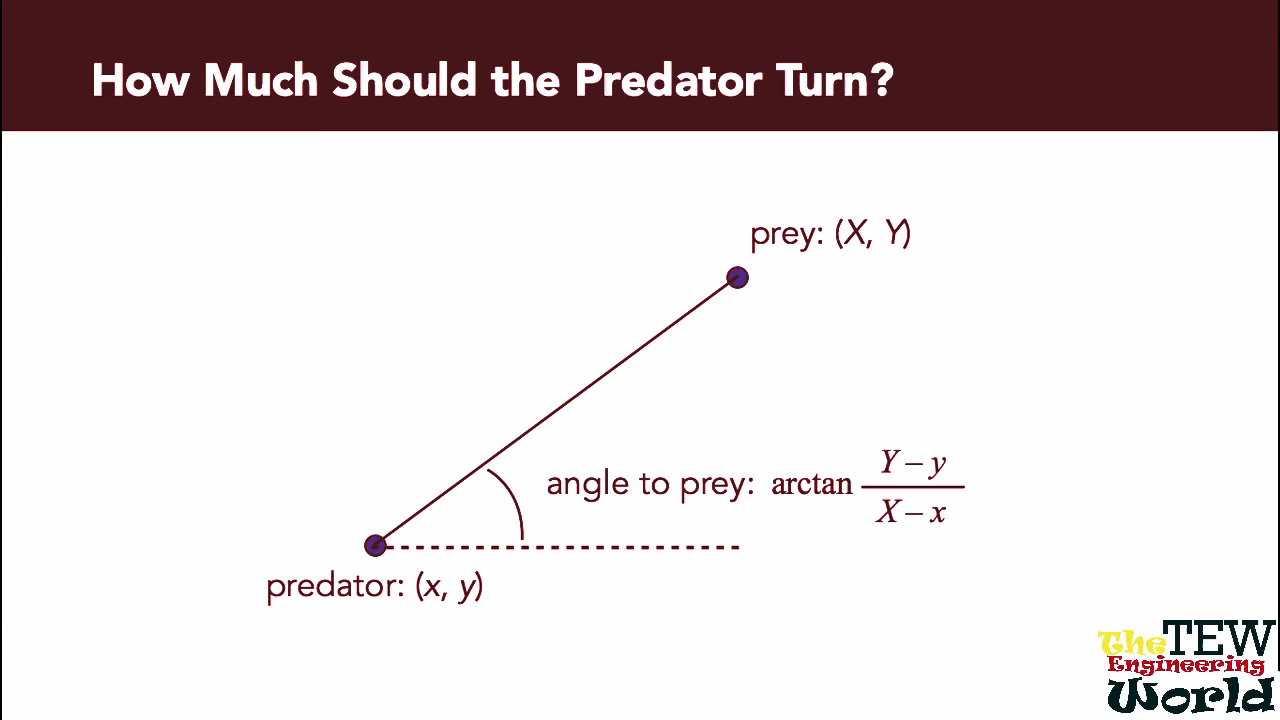 How Much Should the Predator Turn?
prey: (X, Y)
angle to prey: arctan Y – y / X – x
predator: (x, y)
The TEW
Engineering
World